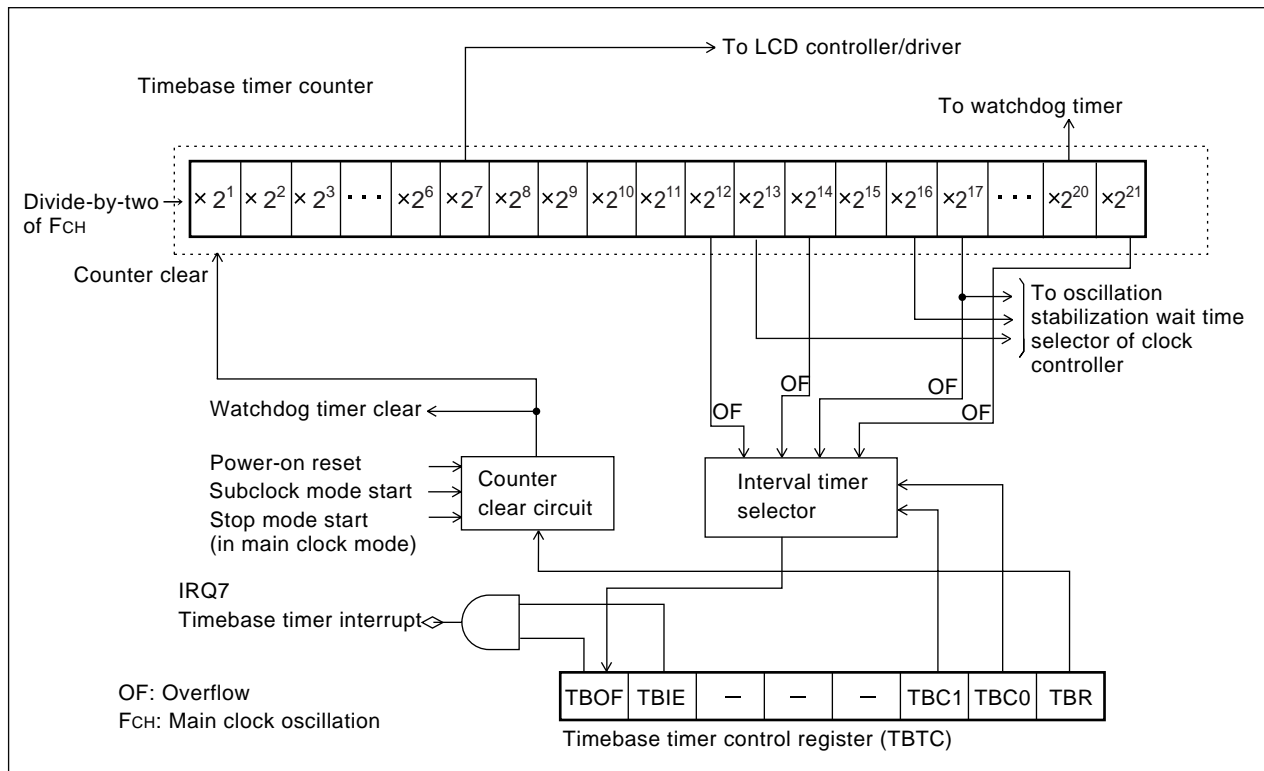 To LCD controller/driver
Timebase timer counter
To watchdog timer
Divide-by-two
of FCH
× 2¹ × 2² × 2³ · · · ×2⁶ ×2⁷ ×2⁸ ×2⁹ ×2¹⁰ ×2¹¹ ×2¹² ×2¹³ ×2¹⁴ ×2¹⁵ ×2¹⁶ ×2¹⁷ · · · ×2²⁰ ×2²¹
Counter clear
To oscillation
stabilization wait time
selector of clock
controller
OF
OF
OF
OF
Watchdog timer clear
Power-on reset
Subclock mode start
Stop mode start
(in main clock mode)
Counter
clear circuit
Interval timer
selector
IRQ7
Timebase timer interrupt
TBOF TBIE – – – TBC1 TBC0 TBR
Timebase timer control register (TBTC)
OF: Overflow
FCH: Main clock oscillation